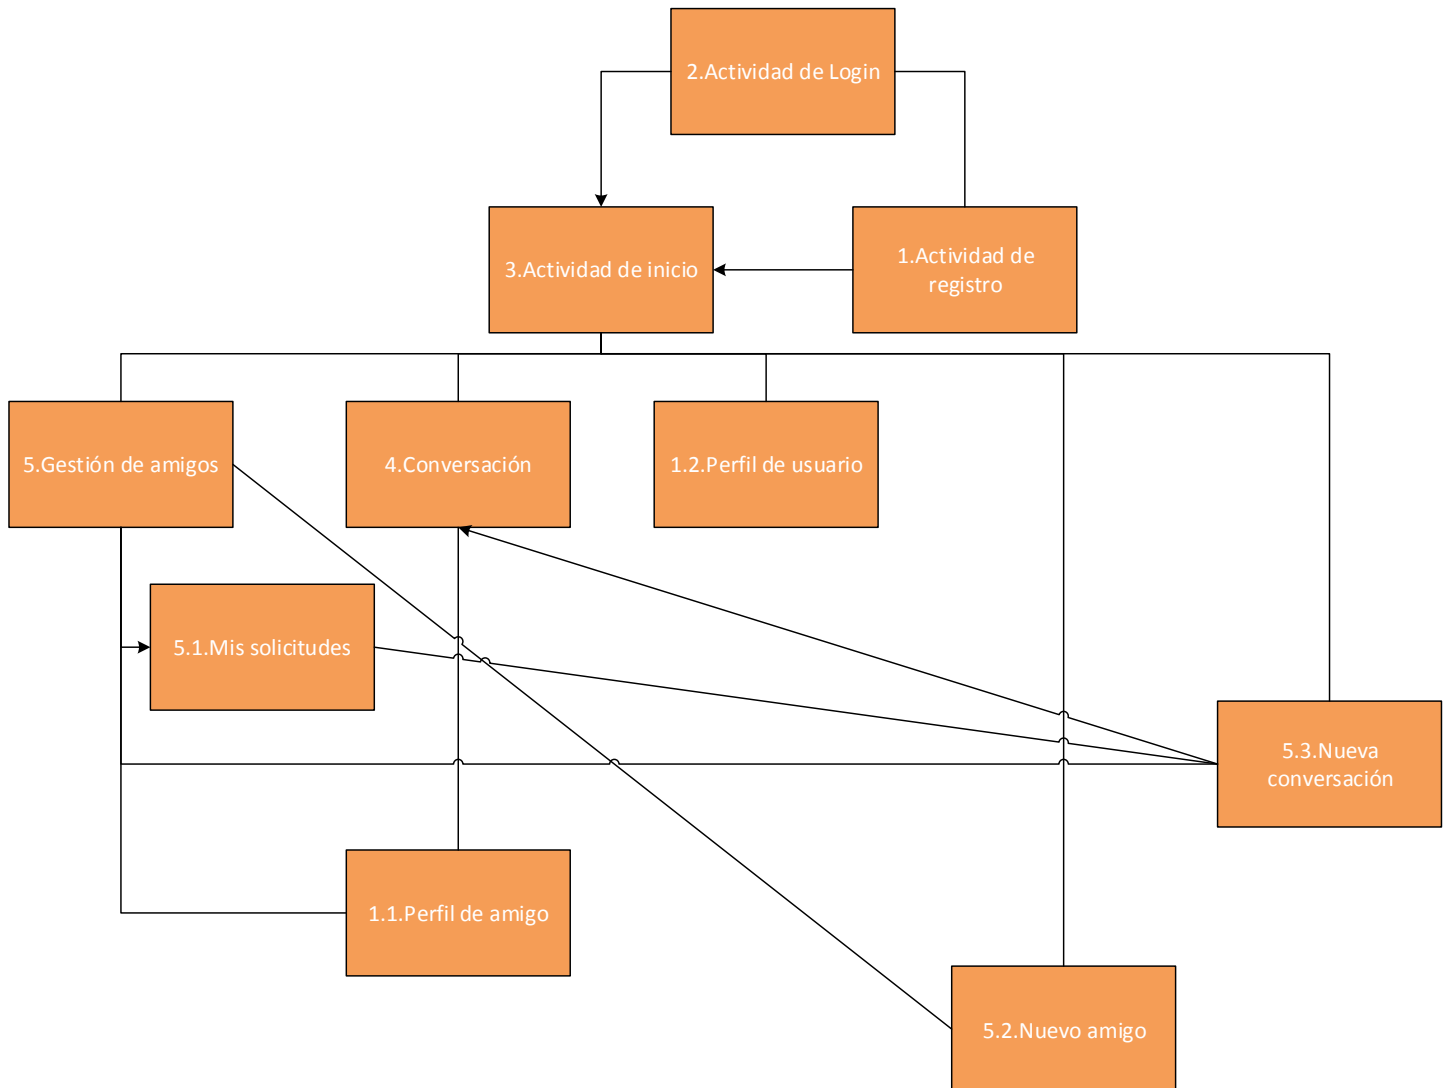 2.Actividad de Login
3.Actividad de inicio
1.Actividad de
registro
5.Gestión de amigos
4.Conversación
1.2.Perfil de usuario
5.1.Mis solicitudes
5.3.Nueva
conversación
1.1.Perfil de amigo
5.2.Nuevo amigo